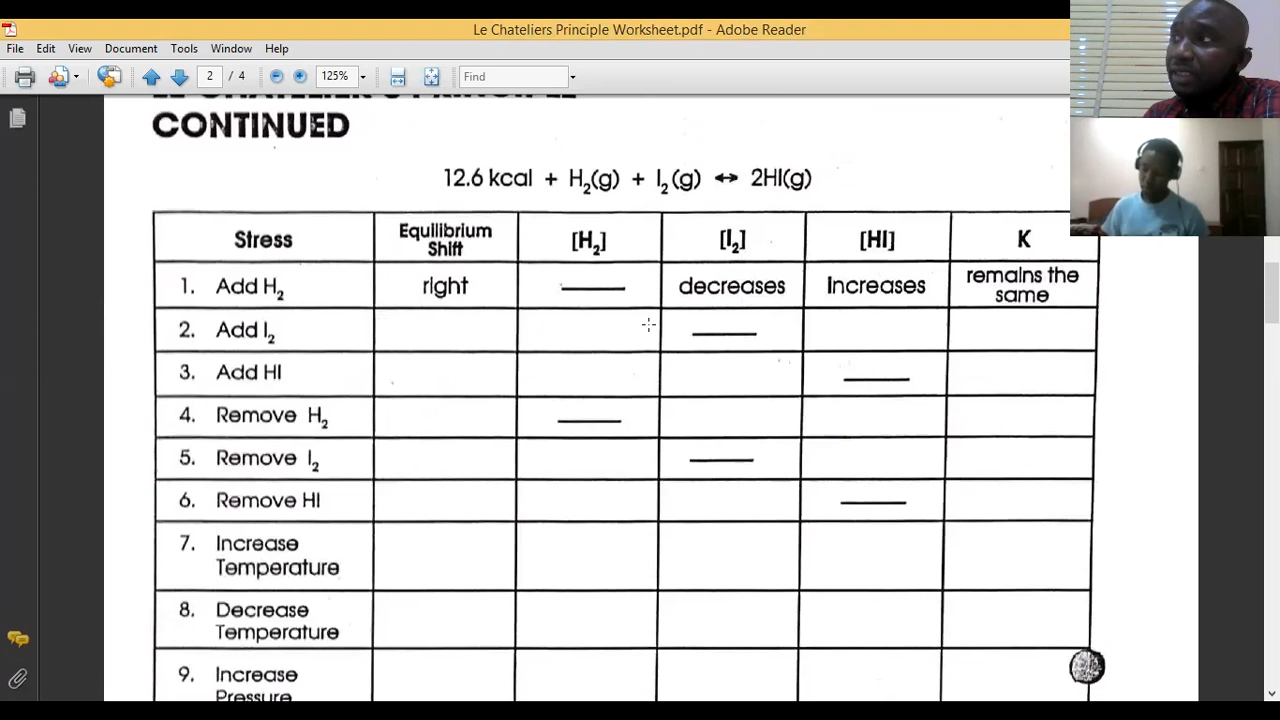 Le Chateliers Principle Worksheet.pdf - Adobe Reader
File Edit View Document Tools Window Help
2 / 4 125% Find
LE CHATELIER'S PRINCIPLE
CONTINUED
12.6 kcal + H₂(g) + I₂(g) ↔ 2HI(g)
Stress Equilibrium Shift [H₂] [I₂] [HI] K
1. Add H₂ right ——— decreases increases remains the same
2. Add I₂ ———
3. Add HI ———
4. Remove H₂ ———
5. Remove I₂ ———
6. Remove HI ———
7. Increase
Temperature
8. Decrease
Temperature
9. Increase
Pressure